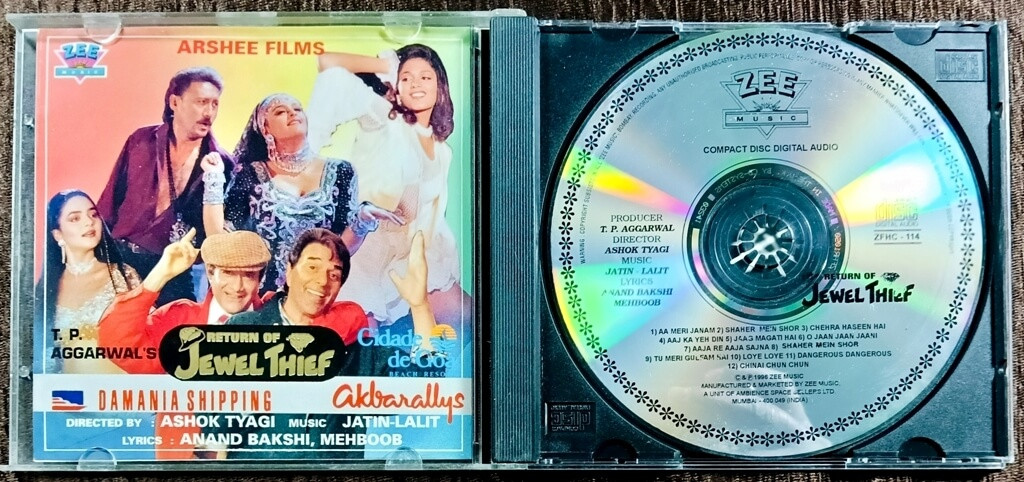 ZEE
MUSIC
ARSHEE FILMS
T. P.
AGGARWAL'S
RETURN OF
JEWEL THIEF
Cidade
de Goa
BEACH RESO
DAMANIA SHIPPING
akbarallys
DIRECTED BY : ASHOK TYAGI MUSIC JATIN-LALIT
LYRICS : ANAND BAKSHI, MEHBOOB
ZEE
MUSIC
COMPACT DISC DIGITAL AUDIO
PRODUCER
T. P. AGGARWAL
DIRECTOR
ASHOK TYAGI
MUSIC
JATIN - LALIT
LYRICS
ANAND BAKSHI
MEHBOOB
DIGITAL AUDIO
ZFHC - 114
RETURN OF
JEWEL THIEF
1) AA MERI JANAM 2) SHAHER MEIN SHOR 3) CHEHRA HASEEN HAI
4) AAJ KA YEH DIN 5) JAAG MAGATI HAI 6) O JAAN JAAN JAANI
7) AAJA RE AAJA SAJNA 8) SHAHER MEIN SHOR
9) TU MERI GULFAM HAI 10) LOYE LOYE 11) DANGEROUS DANGEROUS
12) CHINAI CHUN CHUN
© & ℗ 1996 ZEE MUSIC
MANUFACTURED & MARKETED BY ZEE MUSIC,
A UNIT OF AMBIENCE SPACE SELLERS LTD.
MUMBAI - 400 049 (INDIA)